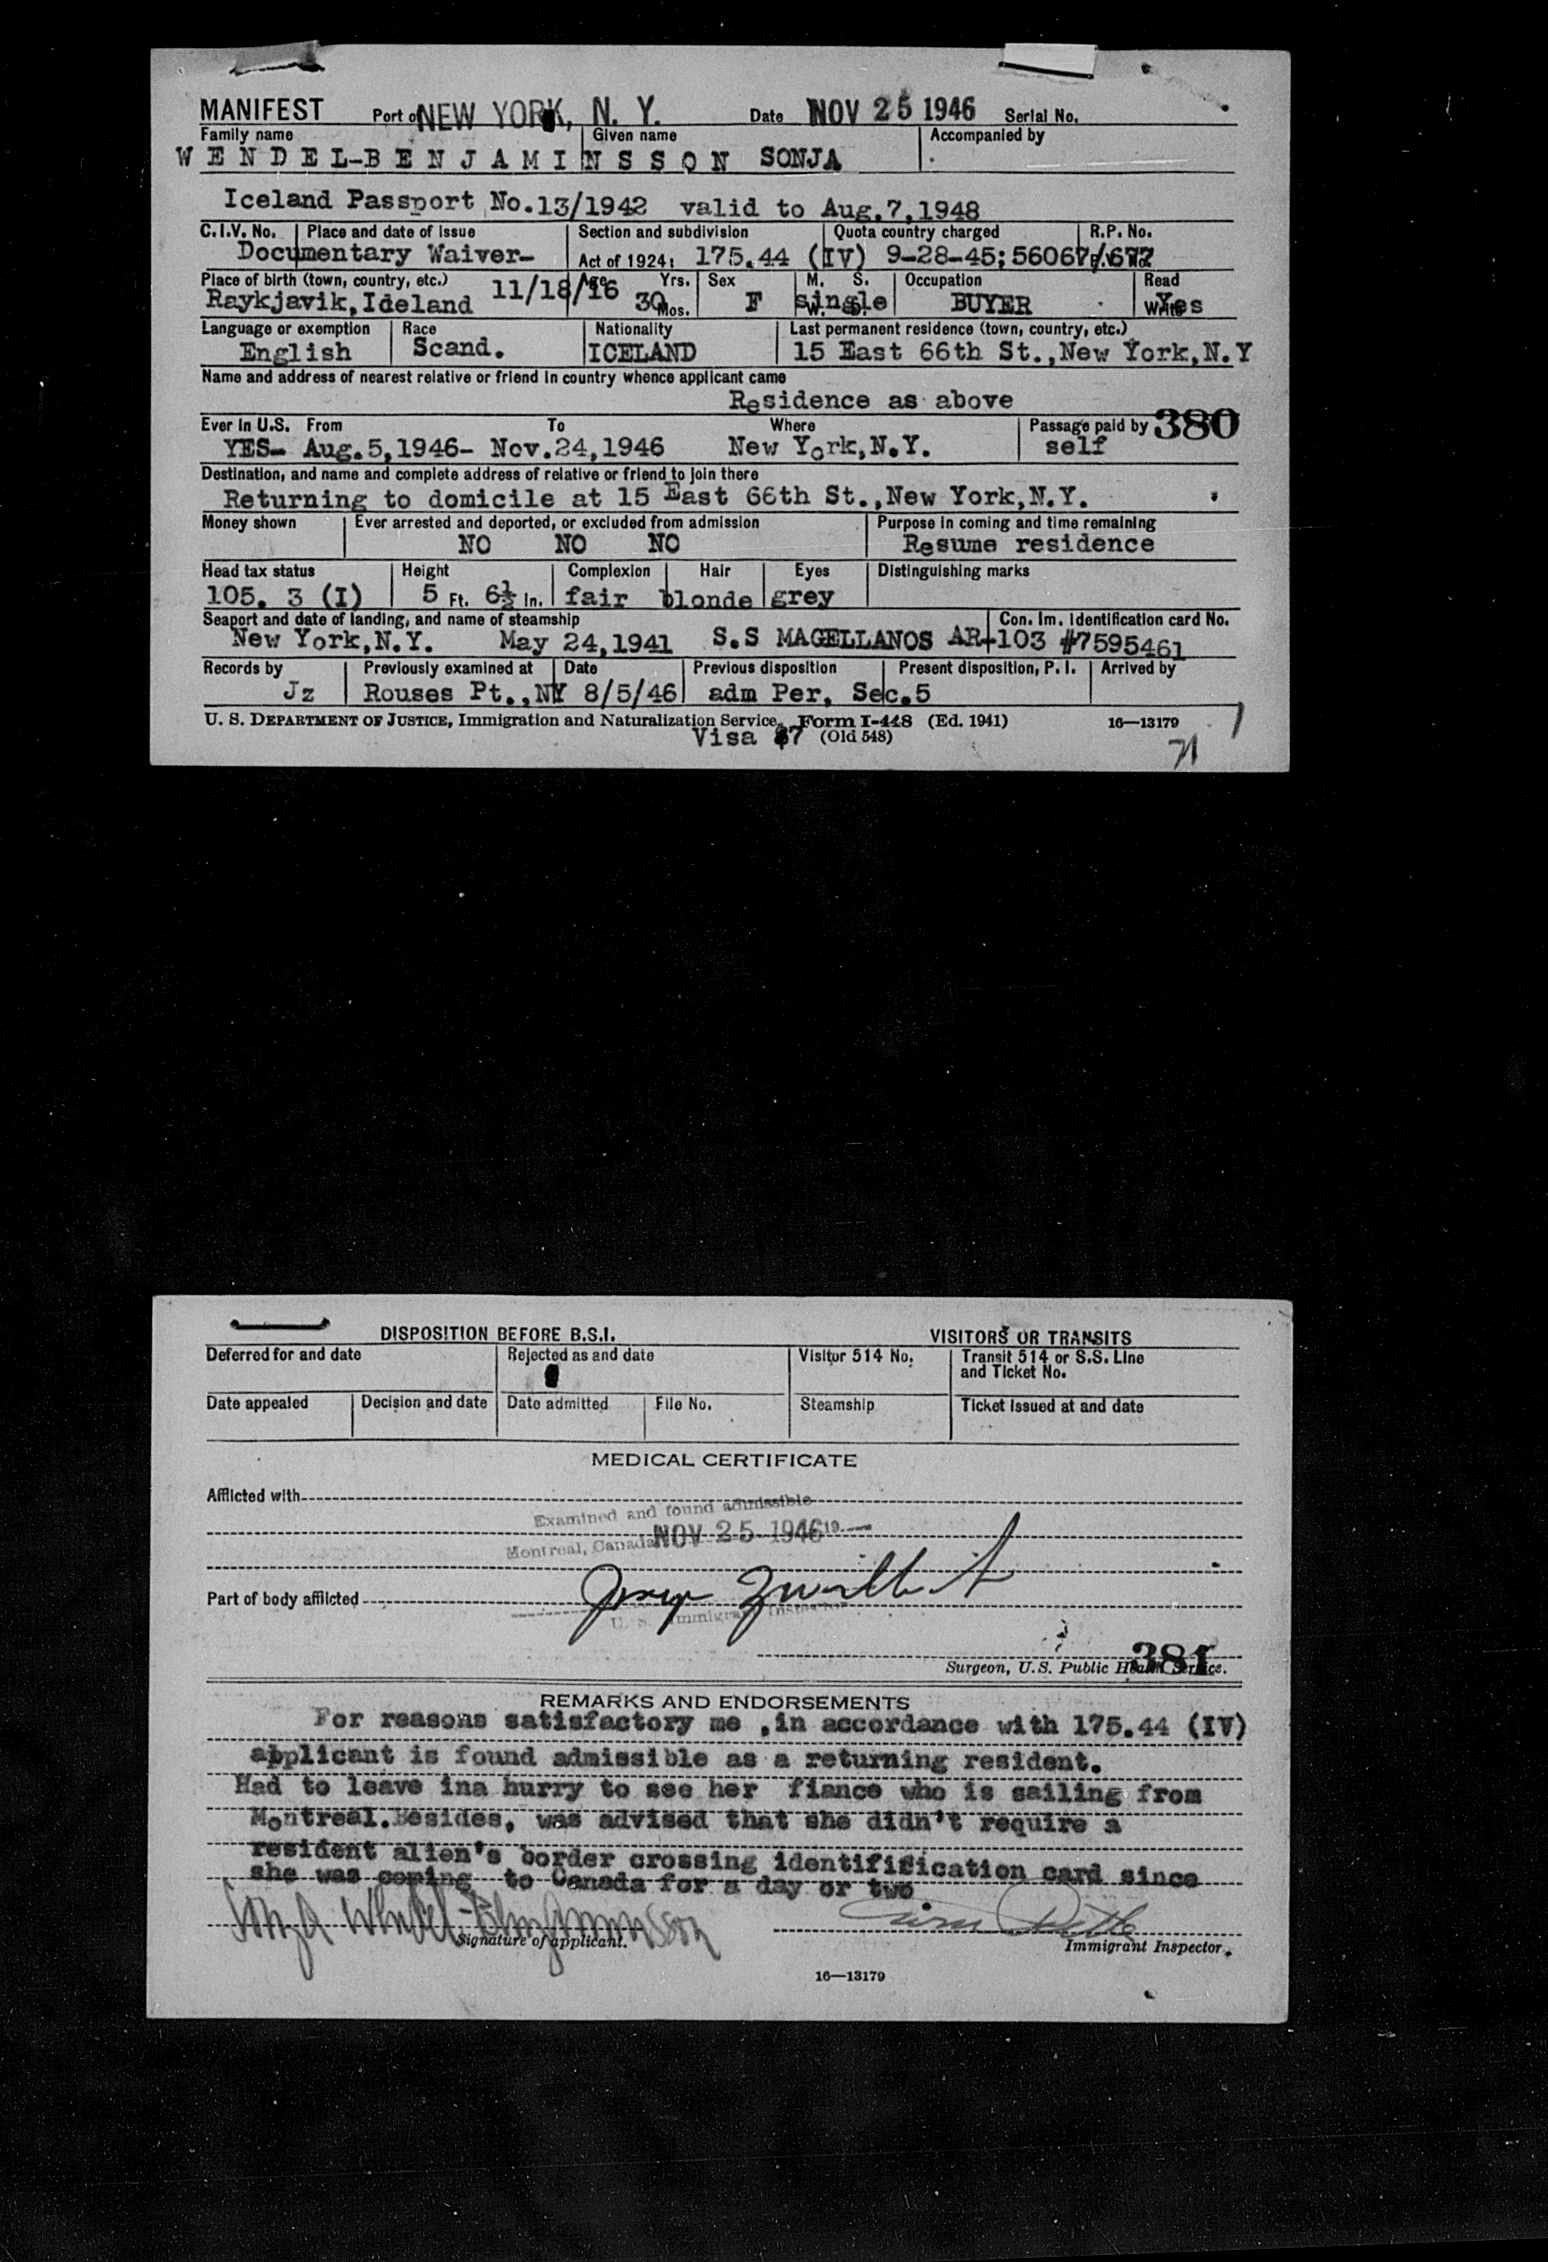 MANIFEST Port of NEW YORK, N. Y. Date NOV 25 1946 Serial No.
Family name Given name Accompanied by
WENDEL-BENJAMINSSON SONJA
Iceland Passport No.13/1942 valid to Aug.7,1948
C.I.V. No. Place and date of issue Section and subdivision Quota country charged R.P. No.
Documentary Waiver- Act of 1924: 175.44 (IV) 9-28-45; 56067/677
Place of birth (town, country, etc.) Age Yrs. Sex M. S. Occupation Read
Raykjavik, Ideland 11/18/16 30 Mos. F single W. D. BUYER Write Yes
Language or exemption Race Nationality Last permanent residence (town, country, etc.)
English Scand. ICELAND 15 East 66th St.,New York,N.Y
Name and address of nearest relative or friend in country whence applicant came
Residence as above
Ever in U.S. From To Where Passage paid by 380
YES- Aug.5,1946- Nov.24,1946 New York,N.Y. self
Destination, and name and complete address of relative or friend to join there
Returning to domicile at 15 East 66th St.,New York,N.Y.
Money shown Ever arrested and deported, or excluded from admission Purpose in coming and time remaining
NO NO NO Resume residence
Head tax status Height Complexion Hair Eyes Distinguishing marks
105. 3 (I) 5 Ft. 6½ In. fair blonde grey
Seaport and date of landing, and name of steamship Con. Im. Identification card No.
New York,N.Y. May 24,1941 S.S MAGELLANOS AR-103 #7595461
Records by Previously examined at Date Previous disposition Present disposition, P. I. Arrived by
Jz Rouses Pt.,NY 8/5/46 adm Per. Sec.5
U. S. DEPARTMENT OF JUSTICE, Immigration and Naturalization Service. Form I-448 (Ed. 1941) 16—13179
Visa 7 (Old 548)
71
DISPOSITION BEFORE B.S.I. VISITORS OR TRANSITS
Deferred for and date Rejected as and date Visitor 514 No. Transit 514 or S.S. Line
and Ticket No.
Date appealed Decision and date Date admitted File No. Steamship Ticket issued at and date
MEDICAL CERTIFICATE
Afflicted with
Examined and found admissible
Montreal, Canada NOV 25 1946 19
Part of body afflicted
U. S. Immigrant Inspector
381
Surgeon, U.S. Public Health Service.
REMARKS AND ENDORSEMENTS
For reasons satisfactory me ,in accordance with 175.44 (IV)
applicant is found admissible as a returning resident.
Had to leave ina hurry to see her fiance who is sailing from
Montreal.Besides, was advised that she didn't require a
resident alien's border crossing identifification card since
she was coming to Canada for a day or two
Sonja Wendel-Benjaminsson
Signature of applicant. Immigrant Inspector.
16—13179